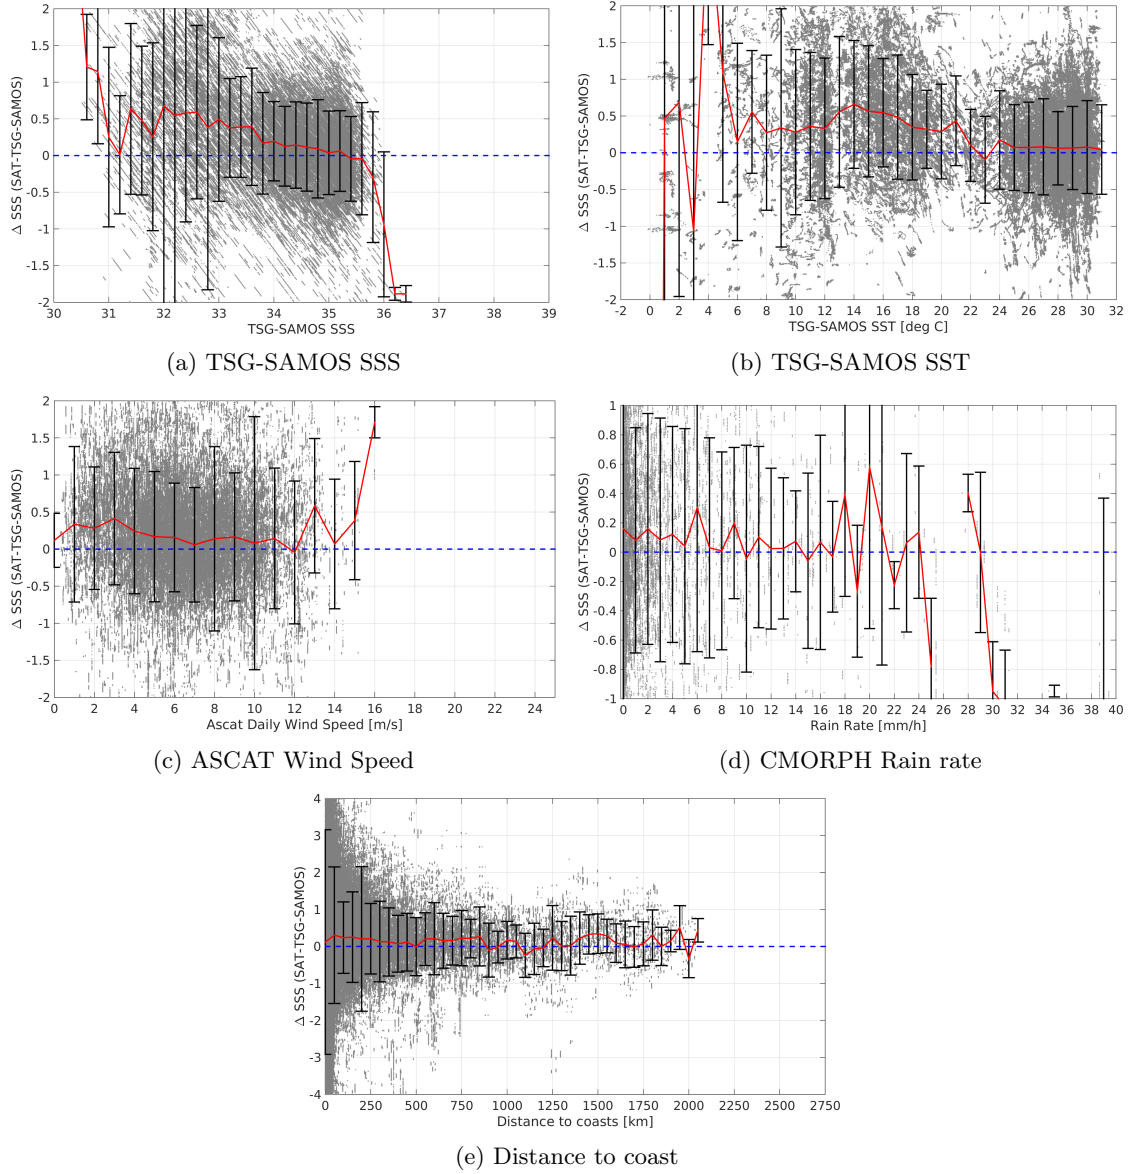 2
1.5
1
0.5
0
-0.5
-1
-1.5
-2
Δ SSS (SAT-TSG-SAMOS)
30 31 32 33 34 35 36 37 38 39
TSG-SAMOS SSS
(a) TSG-SAMOS SSS
2
1.5
1
0.5
0
-0.5
-1
-1.5
-2
Δ SSS (SAT-TSG-SAMOS)
-2 0 2 4 6 8 10 12 14 16 18 20 22 24 26 28 30 32
TSG-SAMOS SST [deg C]
(b) TSG-SAMOS SST
2
1.5
1
0.5
0
-0.5
-1
-1.5
-2
Δ SSS (SAT-TSG-SAMOS)
0 2 4 6 8 10 12 14 16 18 20 22 24
Ascat Daily Wind Speed [m/s]
(c) ASCAT Wind Speed
1
0.8
0.6
0.4
0.2
0
-0.2
-0.4
-0.6
-0.8
-1
Δ SSS (SAT-TSG-SAMOS)
0 2 4 6 8 10 12 14 16 18 20 22 24 26 28 30 32 34 36 38 40
Rain Rate [mm/h]
(d) CMORPH Rain rate
4
3
2
1
0
-1
-2
-3
-4
Δ SSS (SAT-TSG-SAMOS)
0 250 500 750 1000 1250 1500 1750 2000 2250 2500 2750
Distance to coasts [km]
(e) Distance to coast